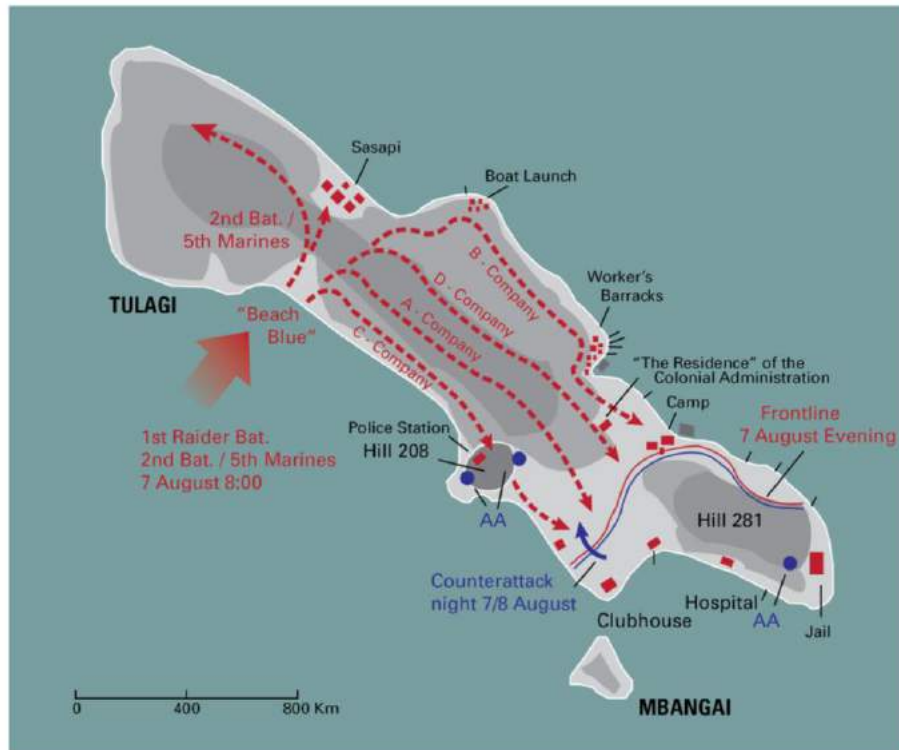 Sasapi
Boat Launch
2nd Bat. /
5th Marines
B - Company
D - Company
A - Company
C - Company
Worker's
Barracks
TULAGI
"Beach
Blue"
"The Residence" of the
Colonial Administration
Camp
Frontline
7 August Evening
1st Raider Bat.
2nd Bat. / 5th Marines
7 August 8:00
Police Station
Hill 208
AA
Hill 281
Counterattack
night 7/8 August
Clubhouse
Hospital
AA
Jail
MBANGAI
0 400 800 Km